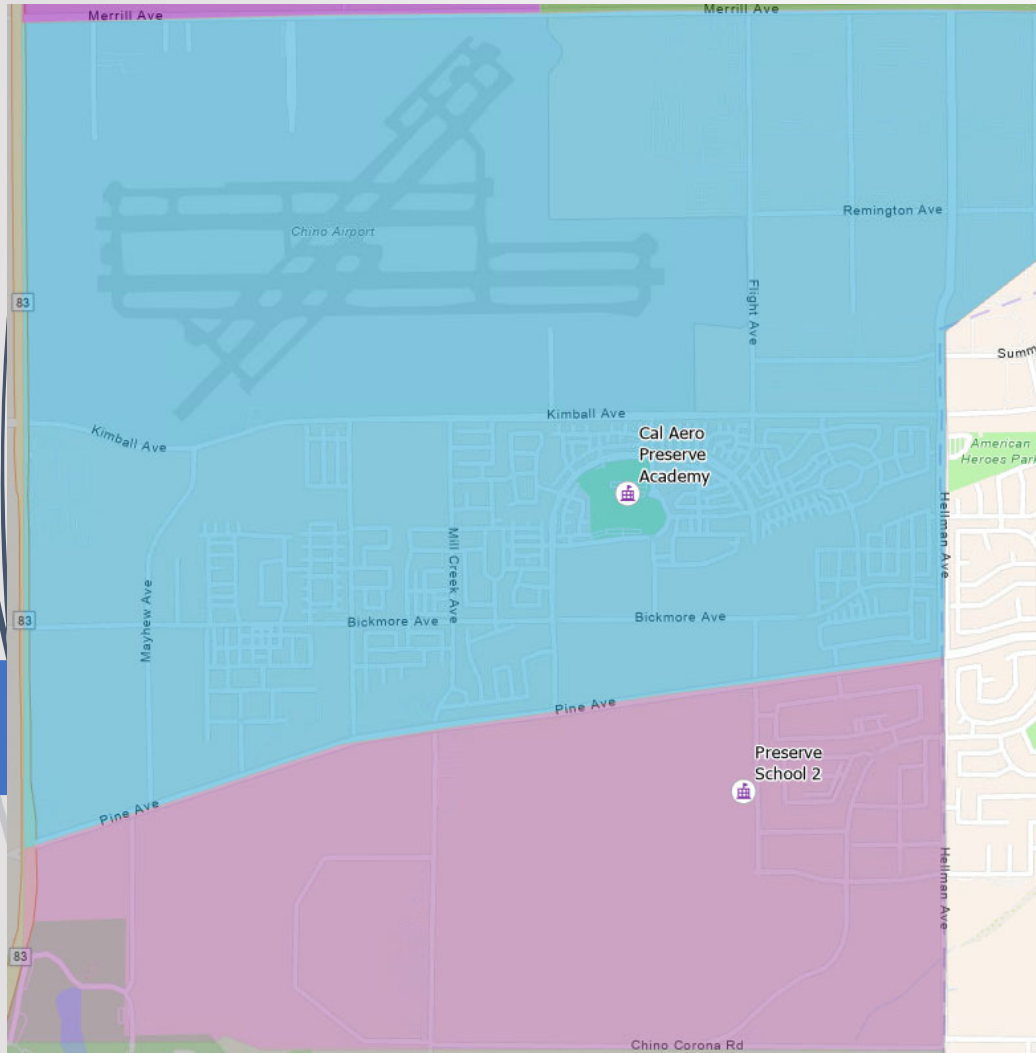 Merrill Ave
Merrill Ave
Remington Ave
Chino Airport
83
Flight Ave
Summ
Kimball Ave
Kimball Ave
Cal Aero
Preserve
Academy
American
Heroes Park
Hellman Ave
Mill Creek Ave
Mayhew Ave
83
Bickmore Ave
Bickmore Ave
Pine Ave
Preserve
School 2
Pine Ave
Hellman Ave
83
Chino Corona Rd